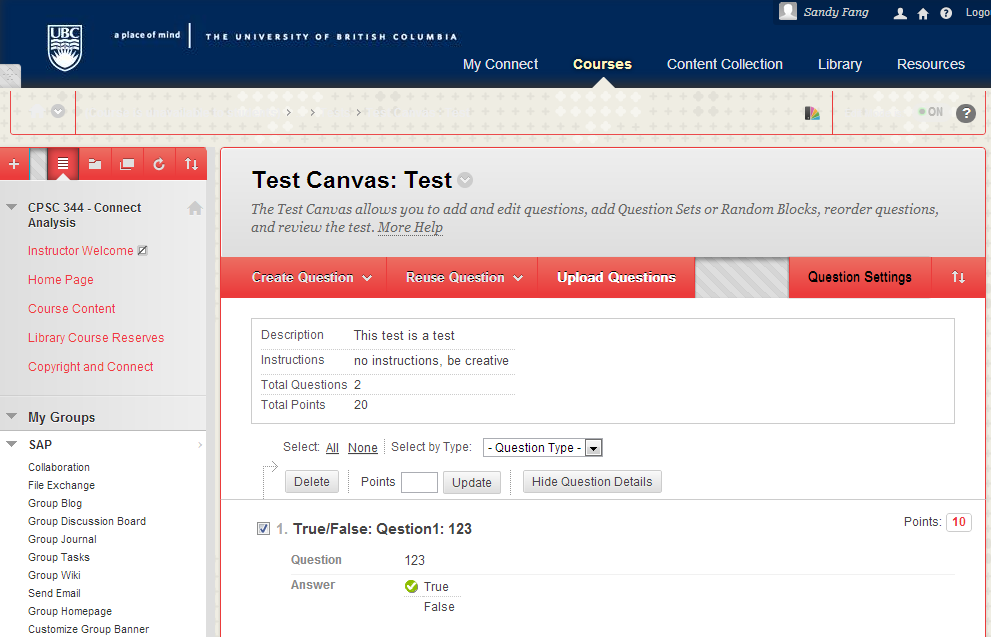 Sandy Fang
Logo
UBC
a place of mind
THE UNIVERSITY OF BRITISH COLUMBIA
My Connect
Courses
Content Collection
Library
Resources
ON
?
CPSC 344 - Connect
Analysis
Instructor Welcome
Home Page
Course Content
Library Course Reserves
Copyright and Connect
My Groups
SAP
Collaboration
File Exchange
Group Blog
Group Discussion Board
Group Journal
Group Tasks
Group Wiki
Send Email
Group Homepage
Customize Group Banner
Test Canvas: Test
The Test Canvas allows you to add and edit questions, add Question Sets or Random Blocks, reorder questions,
and review the test. More Help
Create Question
Reuse Question
Upload Questions
Question Settings
Description This test is a test
Instructions no instructions, be creative
Total Questions 2
Total Points 20
Select: All None Select by Type: - Question Type -
Delete Points Update Hide Question Details
1. True/False: Qestion1: 123
Points: 10
Question 123
Answer True
False